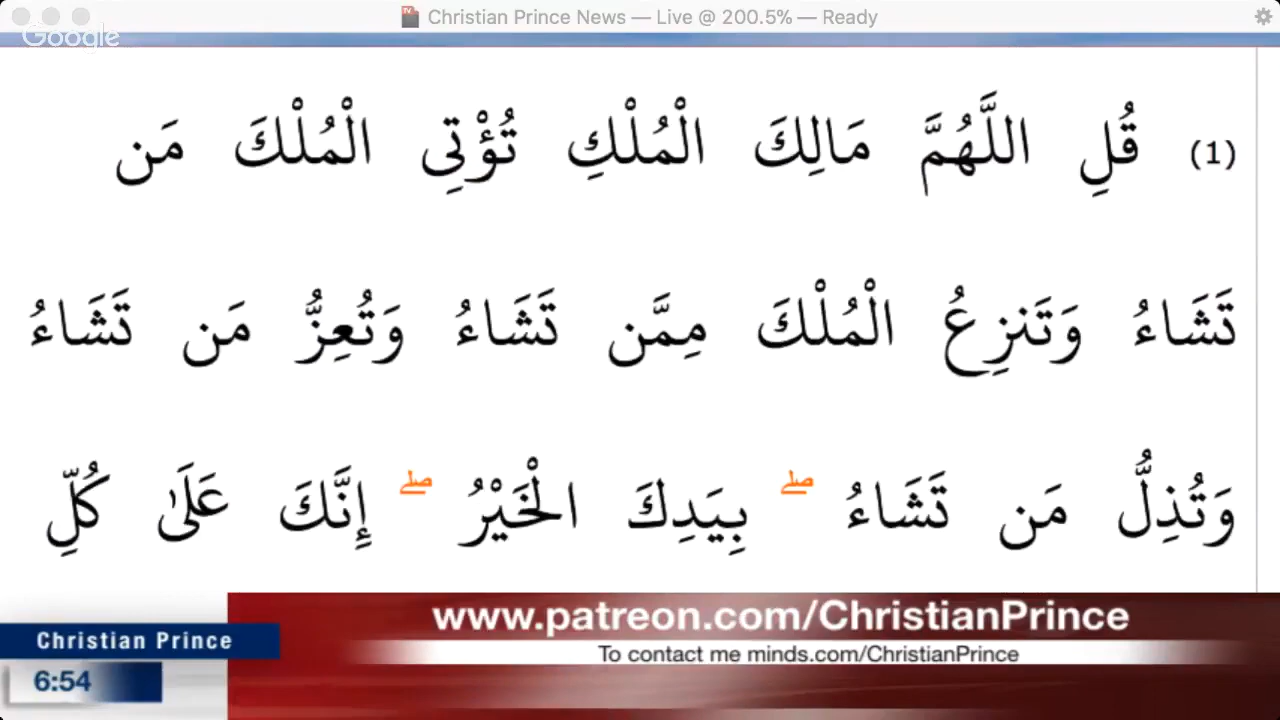 Christian Prince News — Live @ 200.5% — Ready
Google
(1) قُلِ اللَّهُمَّ مَالِكَ الْمُلْكِ تُؤْتِى الْمُلْكَ مَن
تَشَاءُ وَتَنزِعُ الْمُلْكَ مِمَّن تَشَاءُ وَتُعِزُّ مَن تَشَاءُ
وَتُذِلُّ مَن تَشَاءُ ۖ بِيَدِكَ الْخَيْرُ ۖ إِنَّكَ عَلَىٰ كُلِّ
www.patreon.com/ChristianPrince
Christian Prince
To contact me minds.com/ChristianPrince
6:54